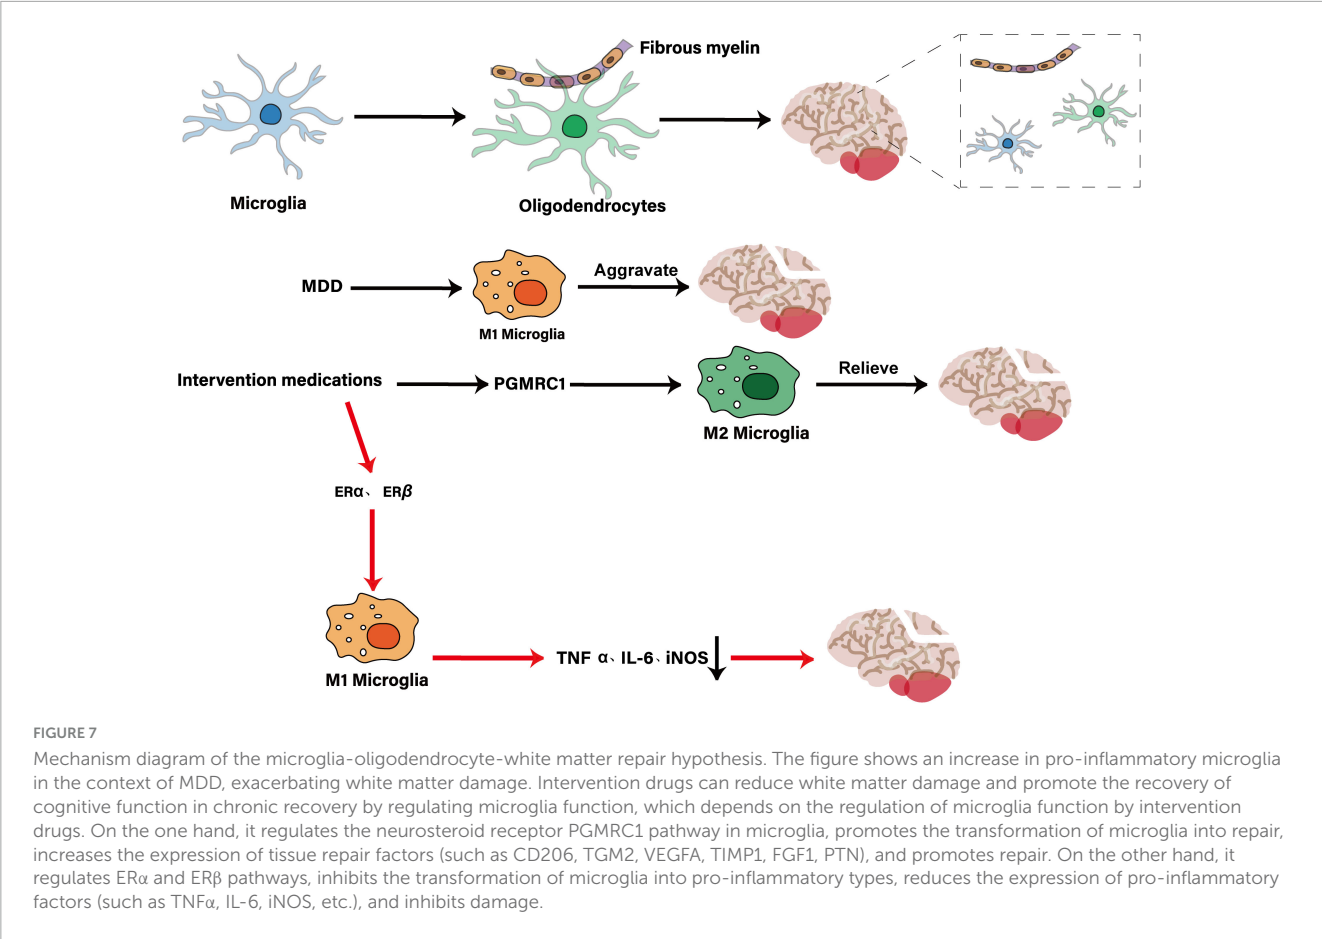 Fibrous myelin
Microglia
Oligodendrocytes
MDD
Aggravate
M1 Microglia
Intervention medications
PGMRC1
Relieve
M2 Microglia
ERα、 ERβ
M1 Microglia
TNF α、IL-6、iNOS
FIGURE 7
Mechanism diagram of the microglia-oligodendrocyte-white matter repair hypothesis. The figure shows an increase in pro-inflammatory microglia
in the context of MDD, exacerbating white matter damage. Intervention drugs can reduce white matter damage and promote the recovery of
cognitive function in chronic recovery by regulating microglia function, which depends on the regulation of microglia function by intervention
drugs. On the one hand, it regulates the neurosteroid receptor PGMRC1 pathway in microglia, promotes the transformation of microglia into repair,
increases the expression of tissue repair factors (such as CD206, TGM2, VEGFA, TIMP1, FGF1, PTN), and promotes repair. On the other hand, it
regulates ERα and ERβ pathways, inhibits the transformation of microglia into pro-inflammatory types, reduces the expression of pro-inflammatory
factors (such as TNFα, IL-6, iNOS, etc.), and inhibits damage.